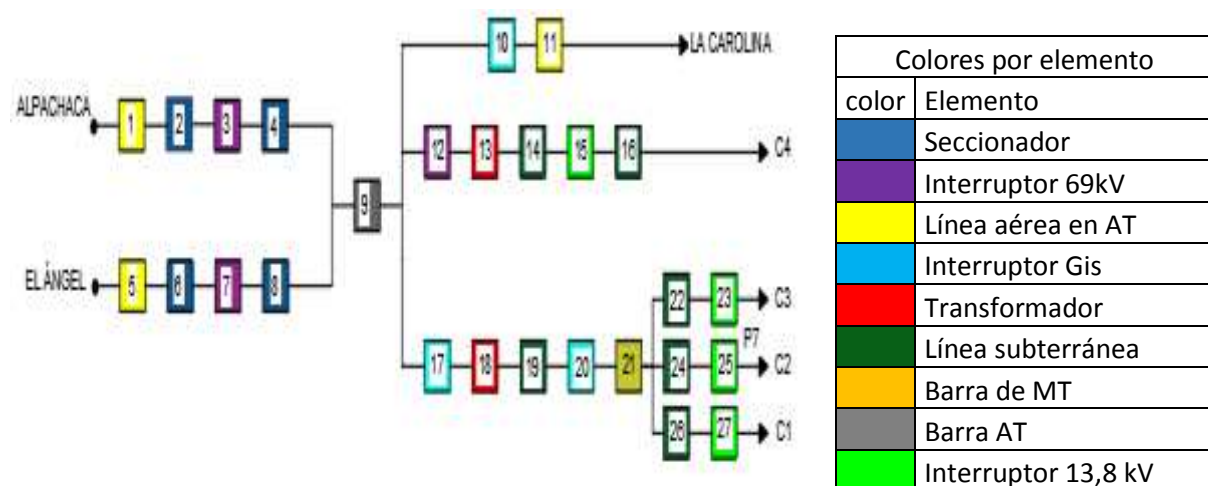 10 11 LA CAROLINA
ALPACHACA
1 2 3 4
12 13 14 15 16 C4
9
EL ÁNGEL
5 6 7 8
22 23 C3
P7
17 18 19 20 21 24 25 C2
26 27 C1
Colores por elemento
color Elemento
Seccionador
Interruptor 69kV
Línea aérea en AT
Interruptor Gis
Transformador
Línea subterránea
Barra de MT
Barra AT
Interruptor 13,8 kV